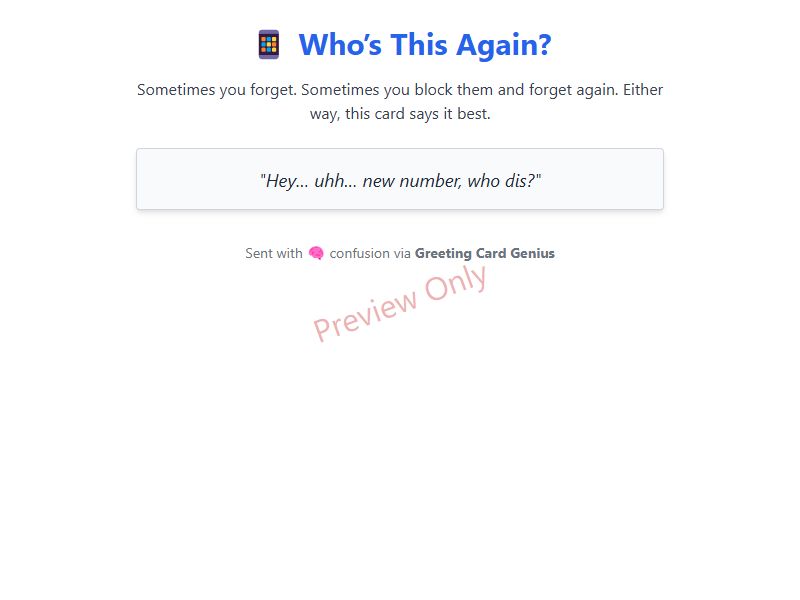 📱 Who’s This Again?
Sometimes you forget. Sometimes you block them and forget again. Either
way, this card says it best.
"Hey… uhh… new number, who dis?"
Sent with 🧠 confusion via Greeting Card Genius
Preview Only